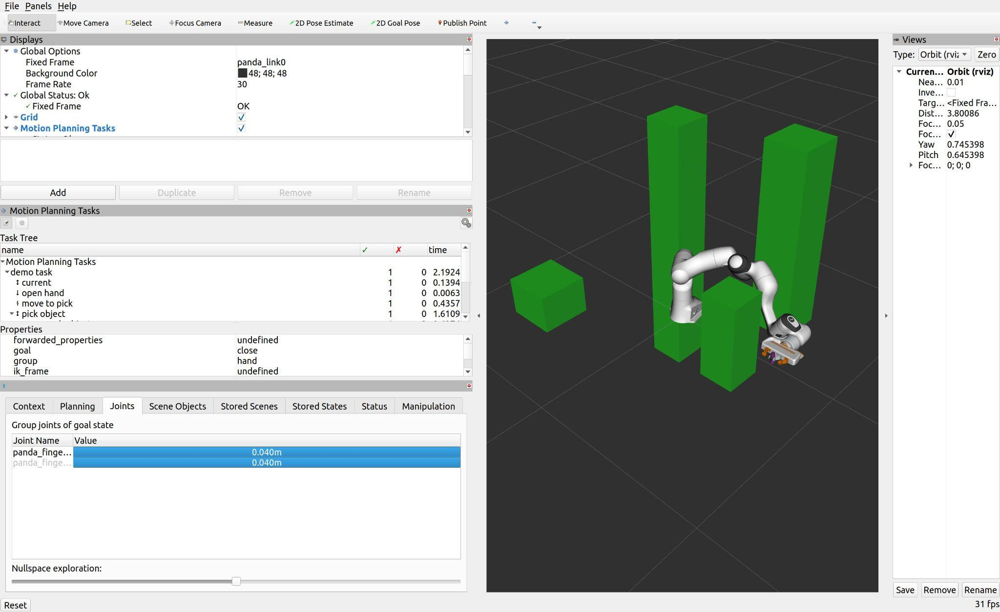 File Panels Help
Interact Move Camera Select Focus Camera Measure 2D Pose Estimate 2D Goal Pose Publish Point
Displays
Global Options
Fixed Frame panda_link0
Background Color 48; 48; 48
Frame Rate 30
Global Status: Ok
Fixed Frame OK
Grid
Motion Planning Tasks
Add Duplicate Remove Rename
Motion Planning Tasks
Task Tree
name ✓ ✗ time
Motion Planning Tasks
demo task 1 0 2.1924
current 1 0 0.1394
open hand 1 0 0.0063
move to pick 1 0 0.4357
pick object 1 0 1.6109
Properties
forwarded_properties undefined
goal close
group hand
ik_frame undefined
Context Planning Joints Scene Objects Stored Scenes Stored States Status Manipulation
Group joints of goal state
Joint Name Value
panda_finge... 0.040m
panda_finge... 0.040m
Nullspace exploration:
Reset
Views
Type: Orbit (rviz Zero
Curren... Orbit (rviz)
Nea... 0.01
Inve...
Targ... <Fixed Fra...
Dist... 3.80086
Foc... 0.05
Foc... ✓
Yaw 0.745398
Pitch 0.645398
Foc... 0; 0; 0
Save Remove Rename
31 fps